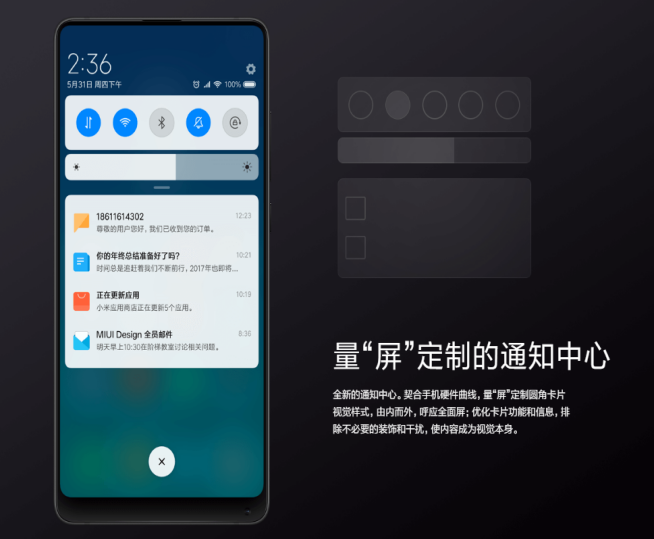 2:36
5月31日 周四下午
100%
18611614302
12:23
尊敬的用户您好，我们已收到您的订单。
你的年终总结准备好了吗？
10:21
时间总是追赶着我们不断前行，2017年也即将...
正在更新应用
10:19
小米应用商店正在更新5个应用。
MIUI Design 全员邮件
8:30
明天早上10:30在阶梯教室讨论相关问题。
量“屏”定制的通知中心
全新的通知中心。契合手机硬件曲线，量“屏”定制圆角卡片
视觉样式，由内而外，呼应全面屏；优化卡片功能和信息，排
除不必要的装饰和干扰，使内容成为视觉本身。